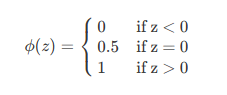 0 if z < 0
ϕ(z) = { 0.5 if z = 0
1 if z > 0